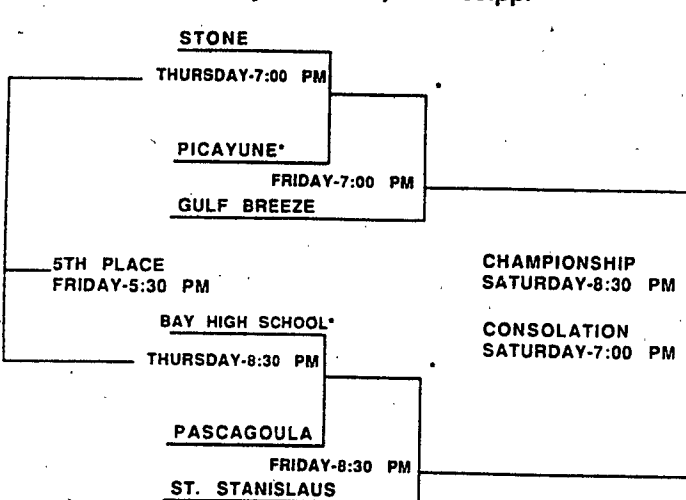 STONE
THURSDAY-7:00 PM
PICAYUNE*
FRIDAY-7:00 PM
GULF BREEZE
5TH PLACE
FRIDAY-5:30 PM
CHAMPIONSHIP
SATURDAY-8:30 PM
BAY HIGH SCHOOL*
CONSOLATION
SATURDAY-7:00 PM
THURSDAY-8:30 PM
PASCAGOULA
FRIDAY-8:30 PM
ST. STANISLAUS